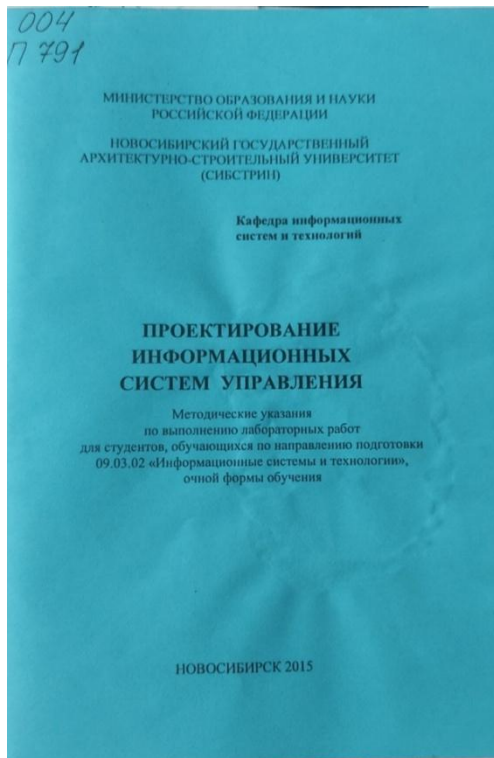 004
П 791
МИНИСТЕРСТВО ОБРАЗОВАНИЯ И НАУКИ
РОССИЙСКОЙ ФЕДЕРАЦИИ
НОВОСИБИРСКИЙ ГОСУДАРСТВЕННЫЙ
АРХИТЕКТУРНО-СТРОИТЕЛЬНЫЙ УНИВЕРСИТЕТ
(СИБСТРИН)
Кафедра информационных
систем и технологий
ПРОЕКТИРОВАНИЕ
ИНФОРМАЦИОННЫХ
СИСТЕМ УПРАВЛЕНИЯ
Методические указания
по выполнению лабораторных работ
для студентов, обучающихся по направлению подготовки
09.03.02 «Информационные системы и технологии»,
очной формы обучения
НОВОСИБИРСК 2015